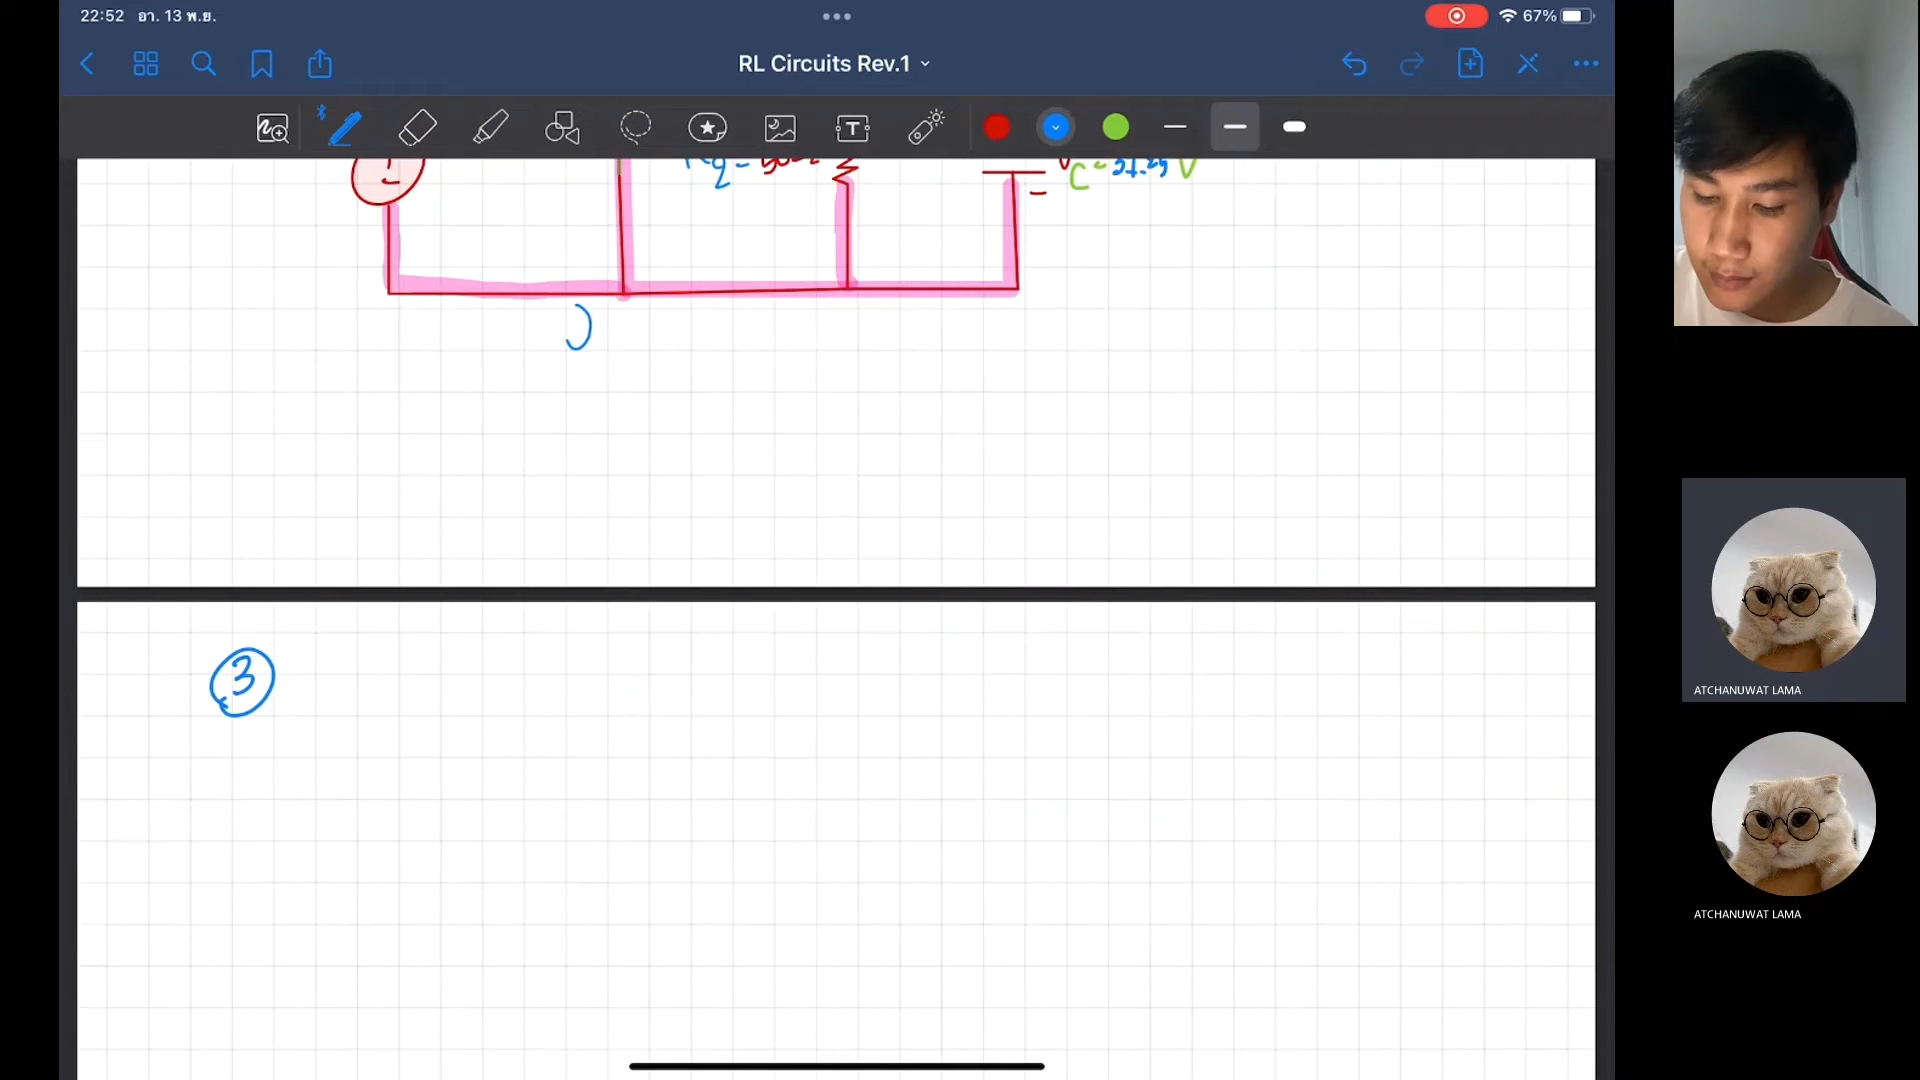 22:52 อา. 13 พ.ย.
67%
RL Circuits Rev.1
T
3
ATCHANUWAT LAMA
ATCHANUWAT LAMA